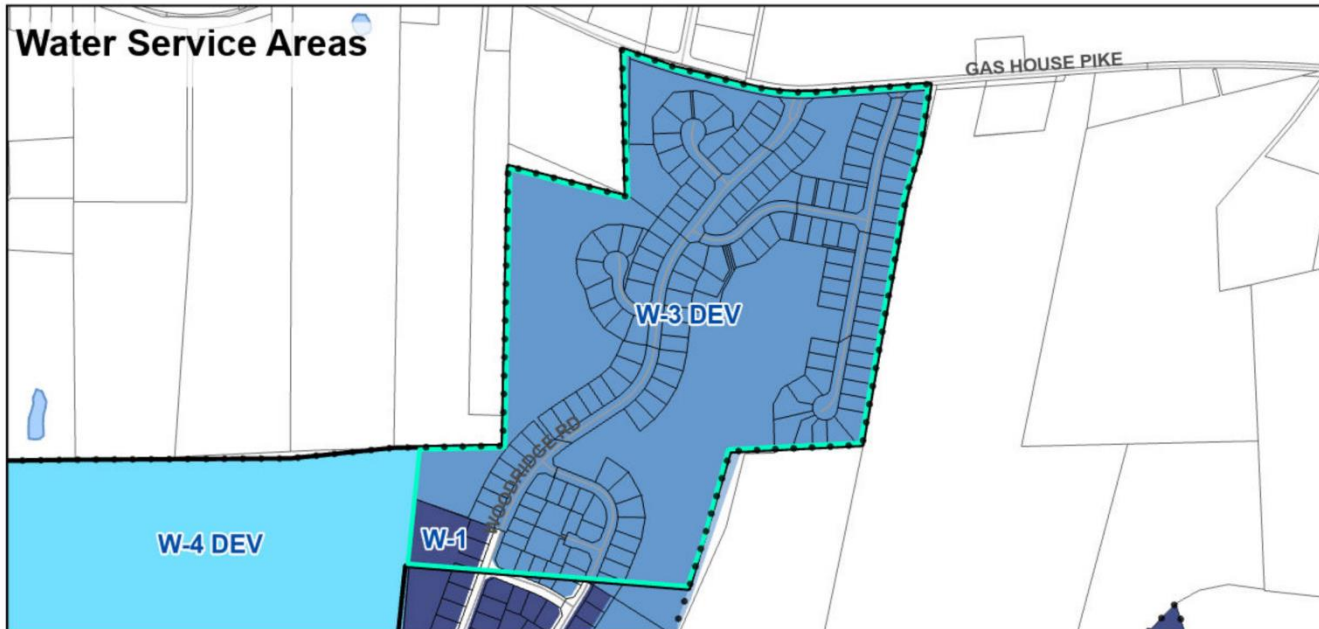 Water Service Areas
GAS HOUSE PIKE
W-3 DEV
WOODRIDGE RD
W-4 DEV
W-1